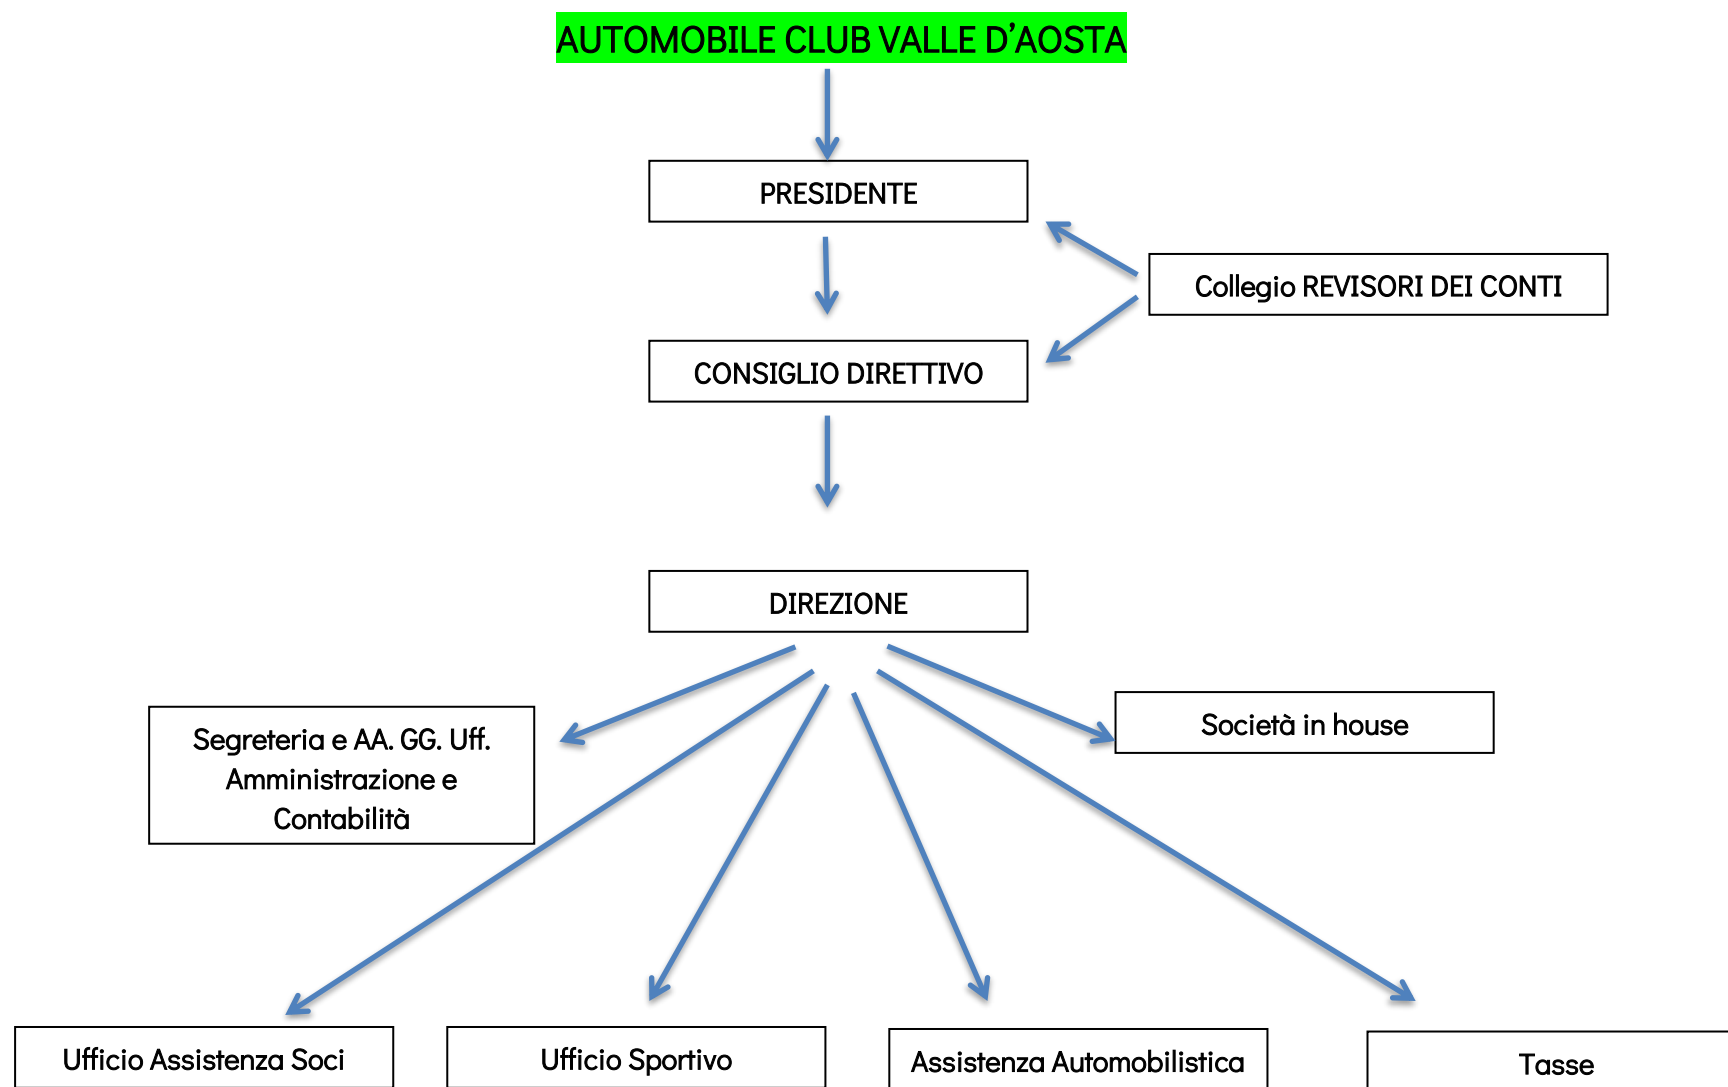 AUTOMOBILE CLUB VALLE D’AOSTA
PRESIDENTE
Collegio REVISORI DEI CONTI
CONSIGLIO DIRETTIVO
DIREZIONE
Segreteria e AA. GG. Uff.
Amministrazione e
Contabilità
Società in house
Ufficio Assistenza Soci
Ufficio Sportivo
Assistenza Automobilistica
Tasse